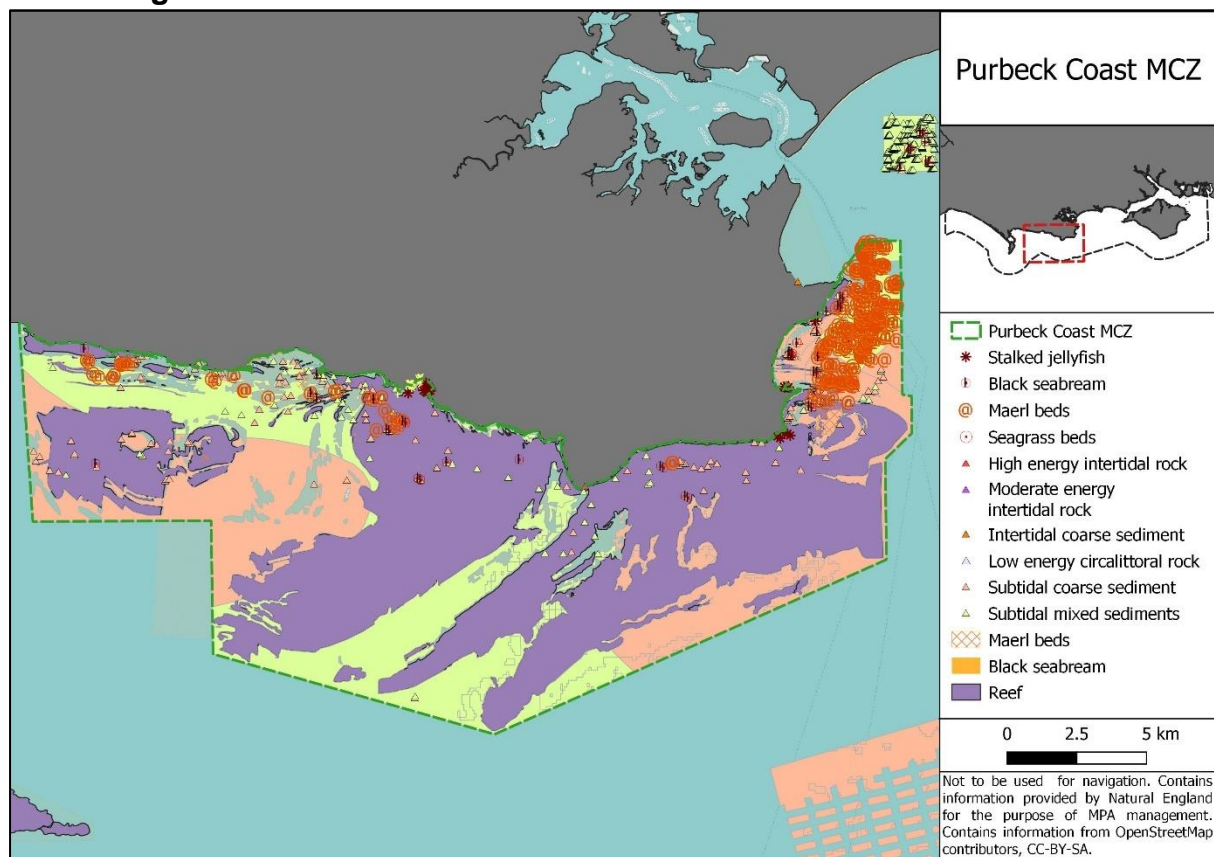 Purbeck Coast MCZ
Purbeck Coast MCZ
Stalked jellyfish
Black seabream
Maerl beds
Seagrass beds
High energy intertidal rock
Moderate energy
intertidal rock
Intertidal coarse sediment
Low energy circalittoral rock
Subtidal coarse sediment
Subtidal mixed sediments
Maerl beds
Black seabream
Reef
0 2.5 5 km
Not to be used for navigation. Contains
information provided by Natural England
for the purpose of MPA management.
Contains information from OpenStreetMap
contributors, CC-BY-SA.